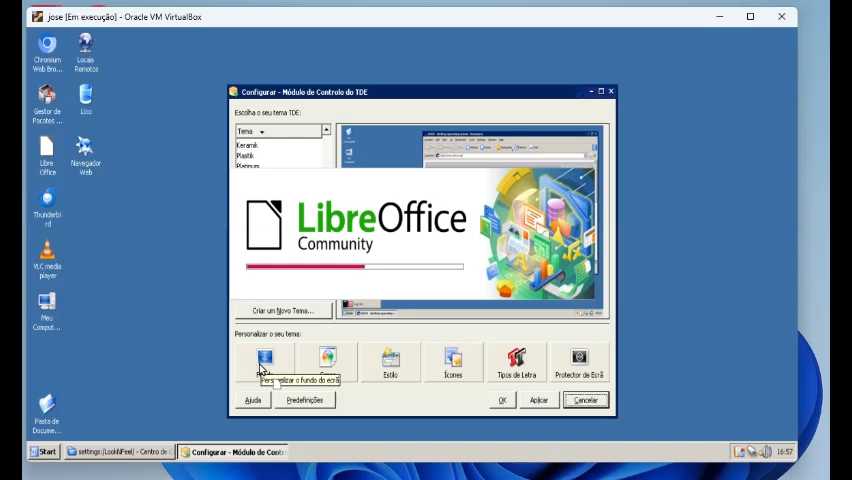 jose [Em execução] - Oracle VM VirtualBox
Chromium
Web Bro...
Locais
Remotos
Gestor de
Pacotes ...
Lixo
Libre
Office
Navegador
Web
Thunderbi
rd
VLC media
player
Meu
Comput...
Pasta de
Docume...
Configurar - Módulo de Controlo do TDE
Escolha o seu tema TDE:
Tema
Keramik
Plastik
Platinum
LibreOffice
Community
Criar um Novo Tema...
Personalizar o seu tema:
Estilo
Ícones
Tipos de Letra
Protector de Ecrã
Personalizar o fundo do ecrã
Ajuda
Predefinições
OK
Aplicar
Cancelar
Start
settings:/LookNFeel/ - Centro de C
Configurar - Módulo de Contro
16:57